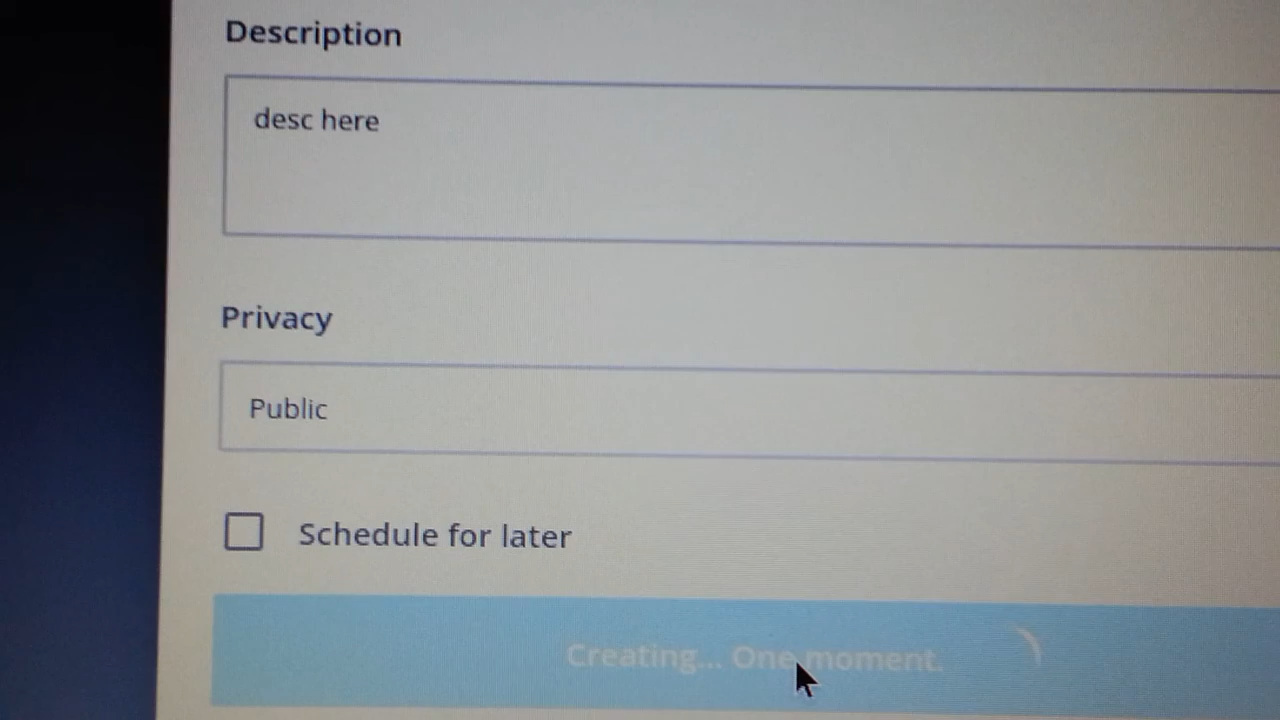 Description
desc here
Privacy
Public
Schedule for later
Creating... One moment.